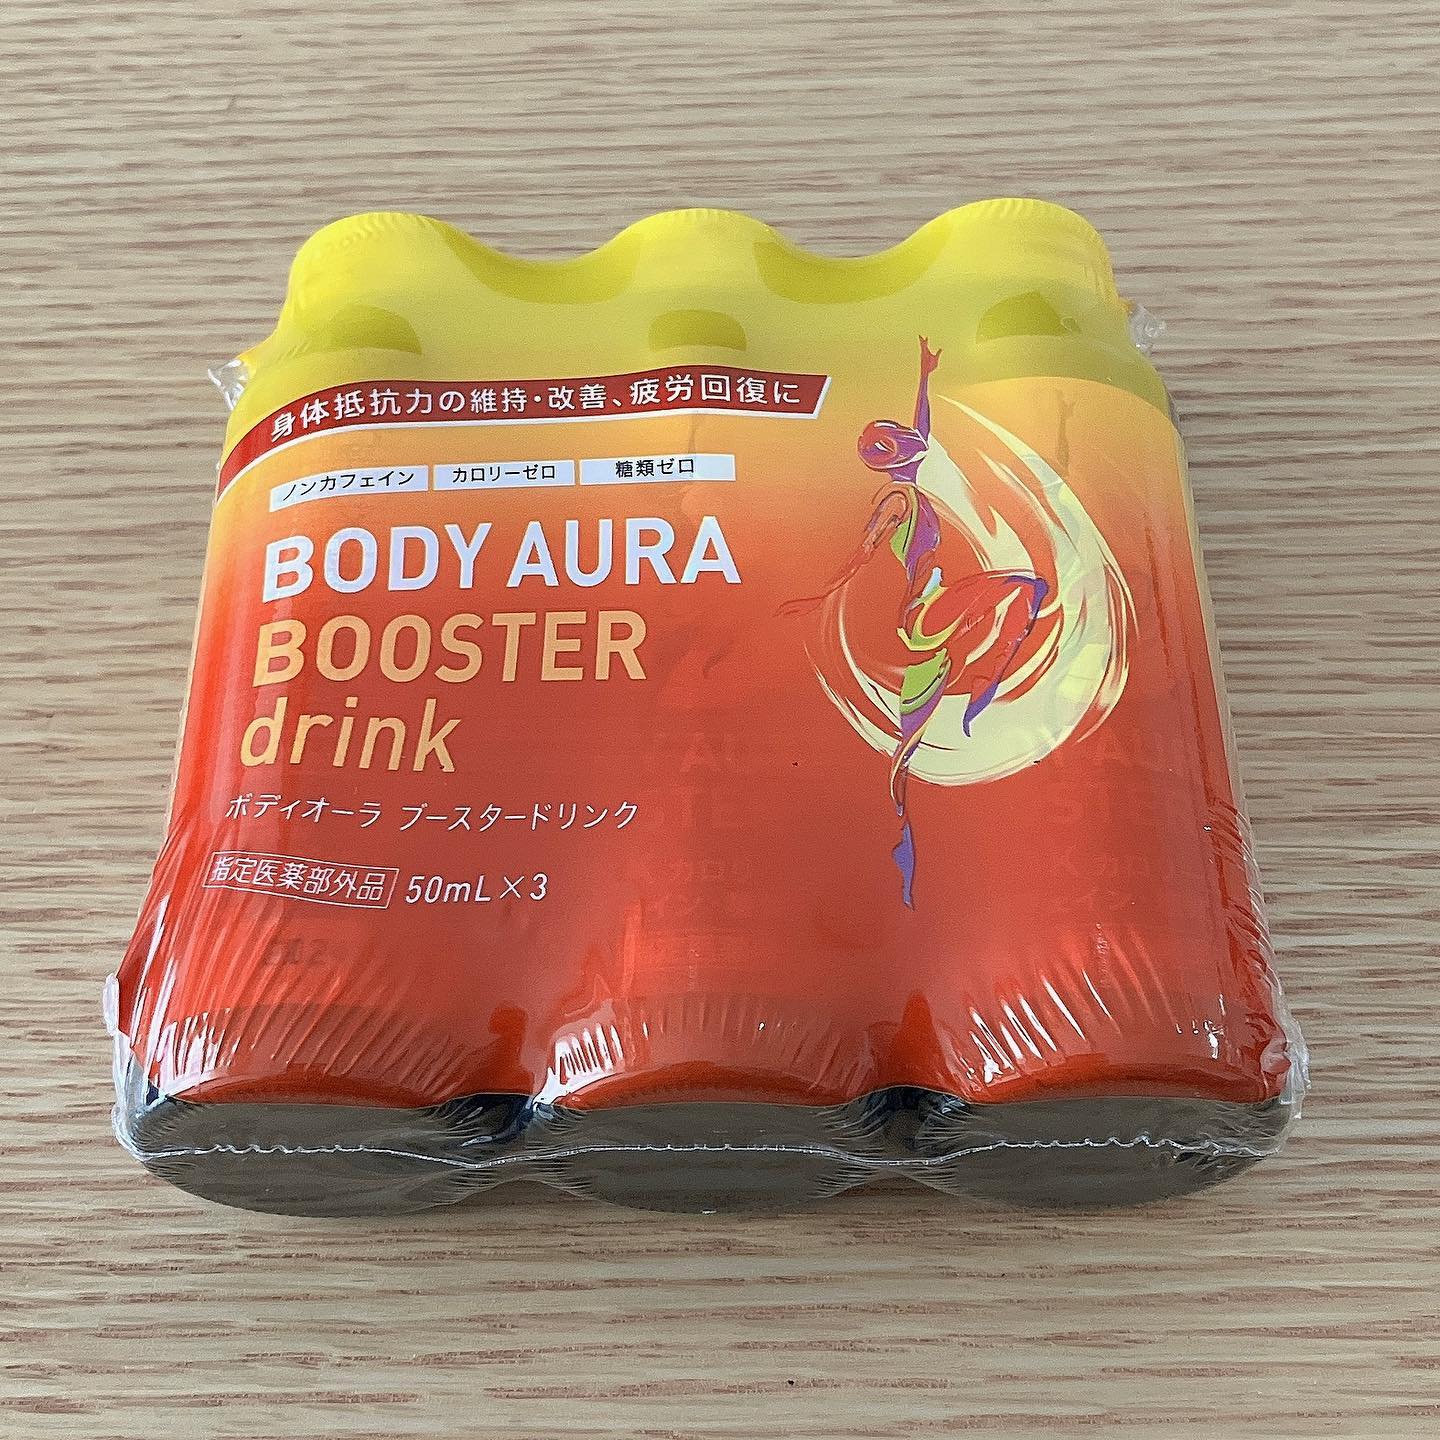 身体抵抗力の維持・改善、疲労回復に
ノンカフェイン カロリーゼロ 糖類ゼロ
BODY AURA
BOOSTER
drink
ボディオーラ ブースタードリンク
指定医薬部外品 50mL×3